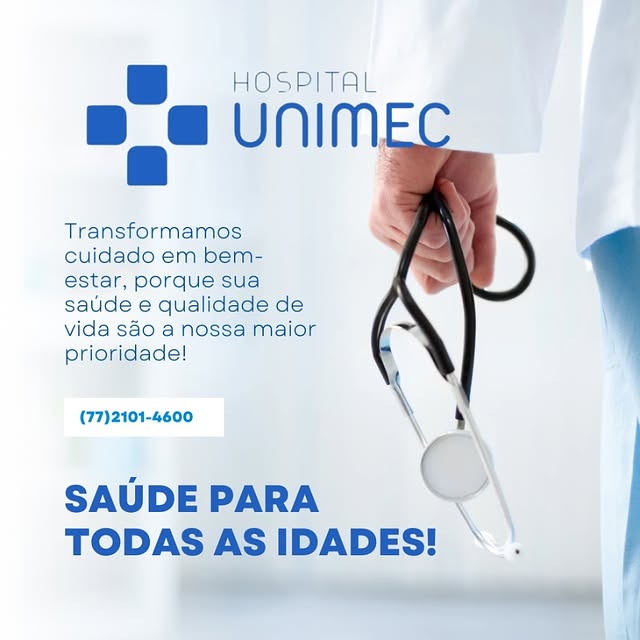 HOSPITAL
UNIMEC
Transformamos
cuidado em bem-
estar, porque sua
saúde e qualidade de
vida são a nossa maior
prioridade!
(77)2101-4600
SAÚDE PARA
TODAS AS IDADES!